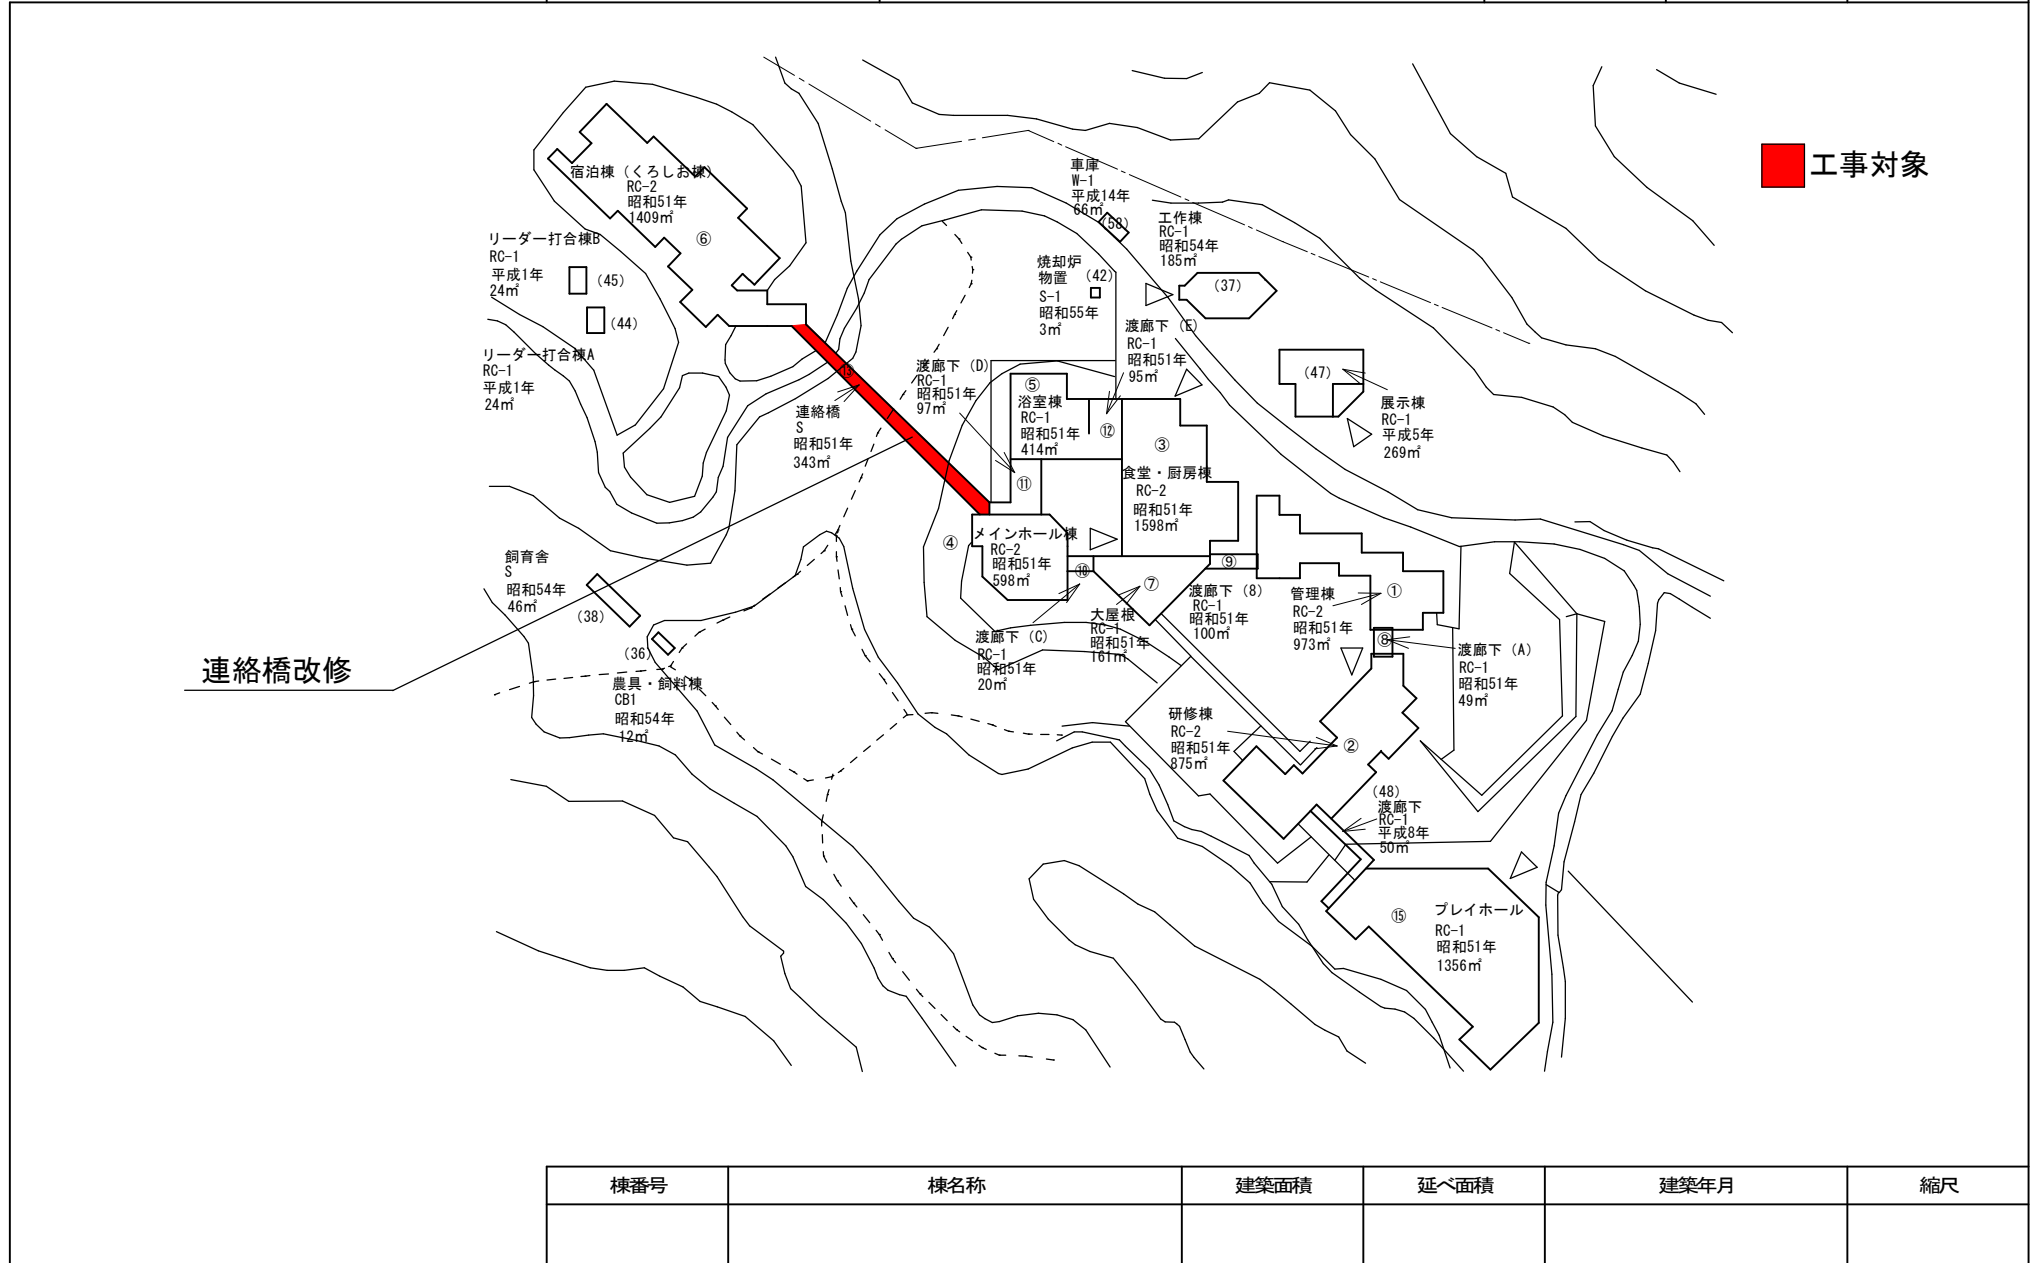 工事対象
宿泊棟（くろしお棟）
RC-2
昭和51年
1409㎡
⑥
リーダー打合棟B
RC-1
平成1年
24㎡
(45)
(44)
リーダー打合棟A
RC-1
平成1年
24㎡
車庫
W-1
平成14年
66㎡
(58)
工作棟
RC-1
昭和54年
185㎡
(37)
焼却炉
物置
(42)
S-1
昭和55年
3㎡
渡廊下（E）
RC-1
昭和51年
95㎡
渡廊下（D）
RC-1
昭和51年
97㎡
13
連絡橋
S
昭和51年
343㎡
⑤
浴室棟
RC-1
昭和51年
414㎡
⑫
③
食堂・厨房棟
RC-2
昭和51年
1598㎡
(47)
展示棟
RC-1
平成5年
269㎡
⑪
④
メインホール棟
RC-2
昭和51年
598㎡
⑩
⑦
⑨
飼育舎
S
昭和54年
46㎡
(38)
(36)
農具・飼料棟
CB1
昭和54年
12㎡
連絡橋改修
渡廊下（C）
RC-1
昭和51年
20㎡
大屋根
RC-1
昭和51年
161㎡
渡廊下（8）
RC-1
昭和51年
100㎡
①
管理棟
RC-2
昭和51年
973㎡
⑧
渡廊下（A）
RC-1
昭和51年
49㎡
研修棟
RC-2
昭和51年
875㎡
②
(48)
渡廊下
RC-1
平成8年
50㎡
⑮
プレイホール
RC-1
昭和51年
1356㎡
棟番号 棟名称 建築面積 延べ面積 建築年月 縮尺